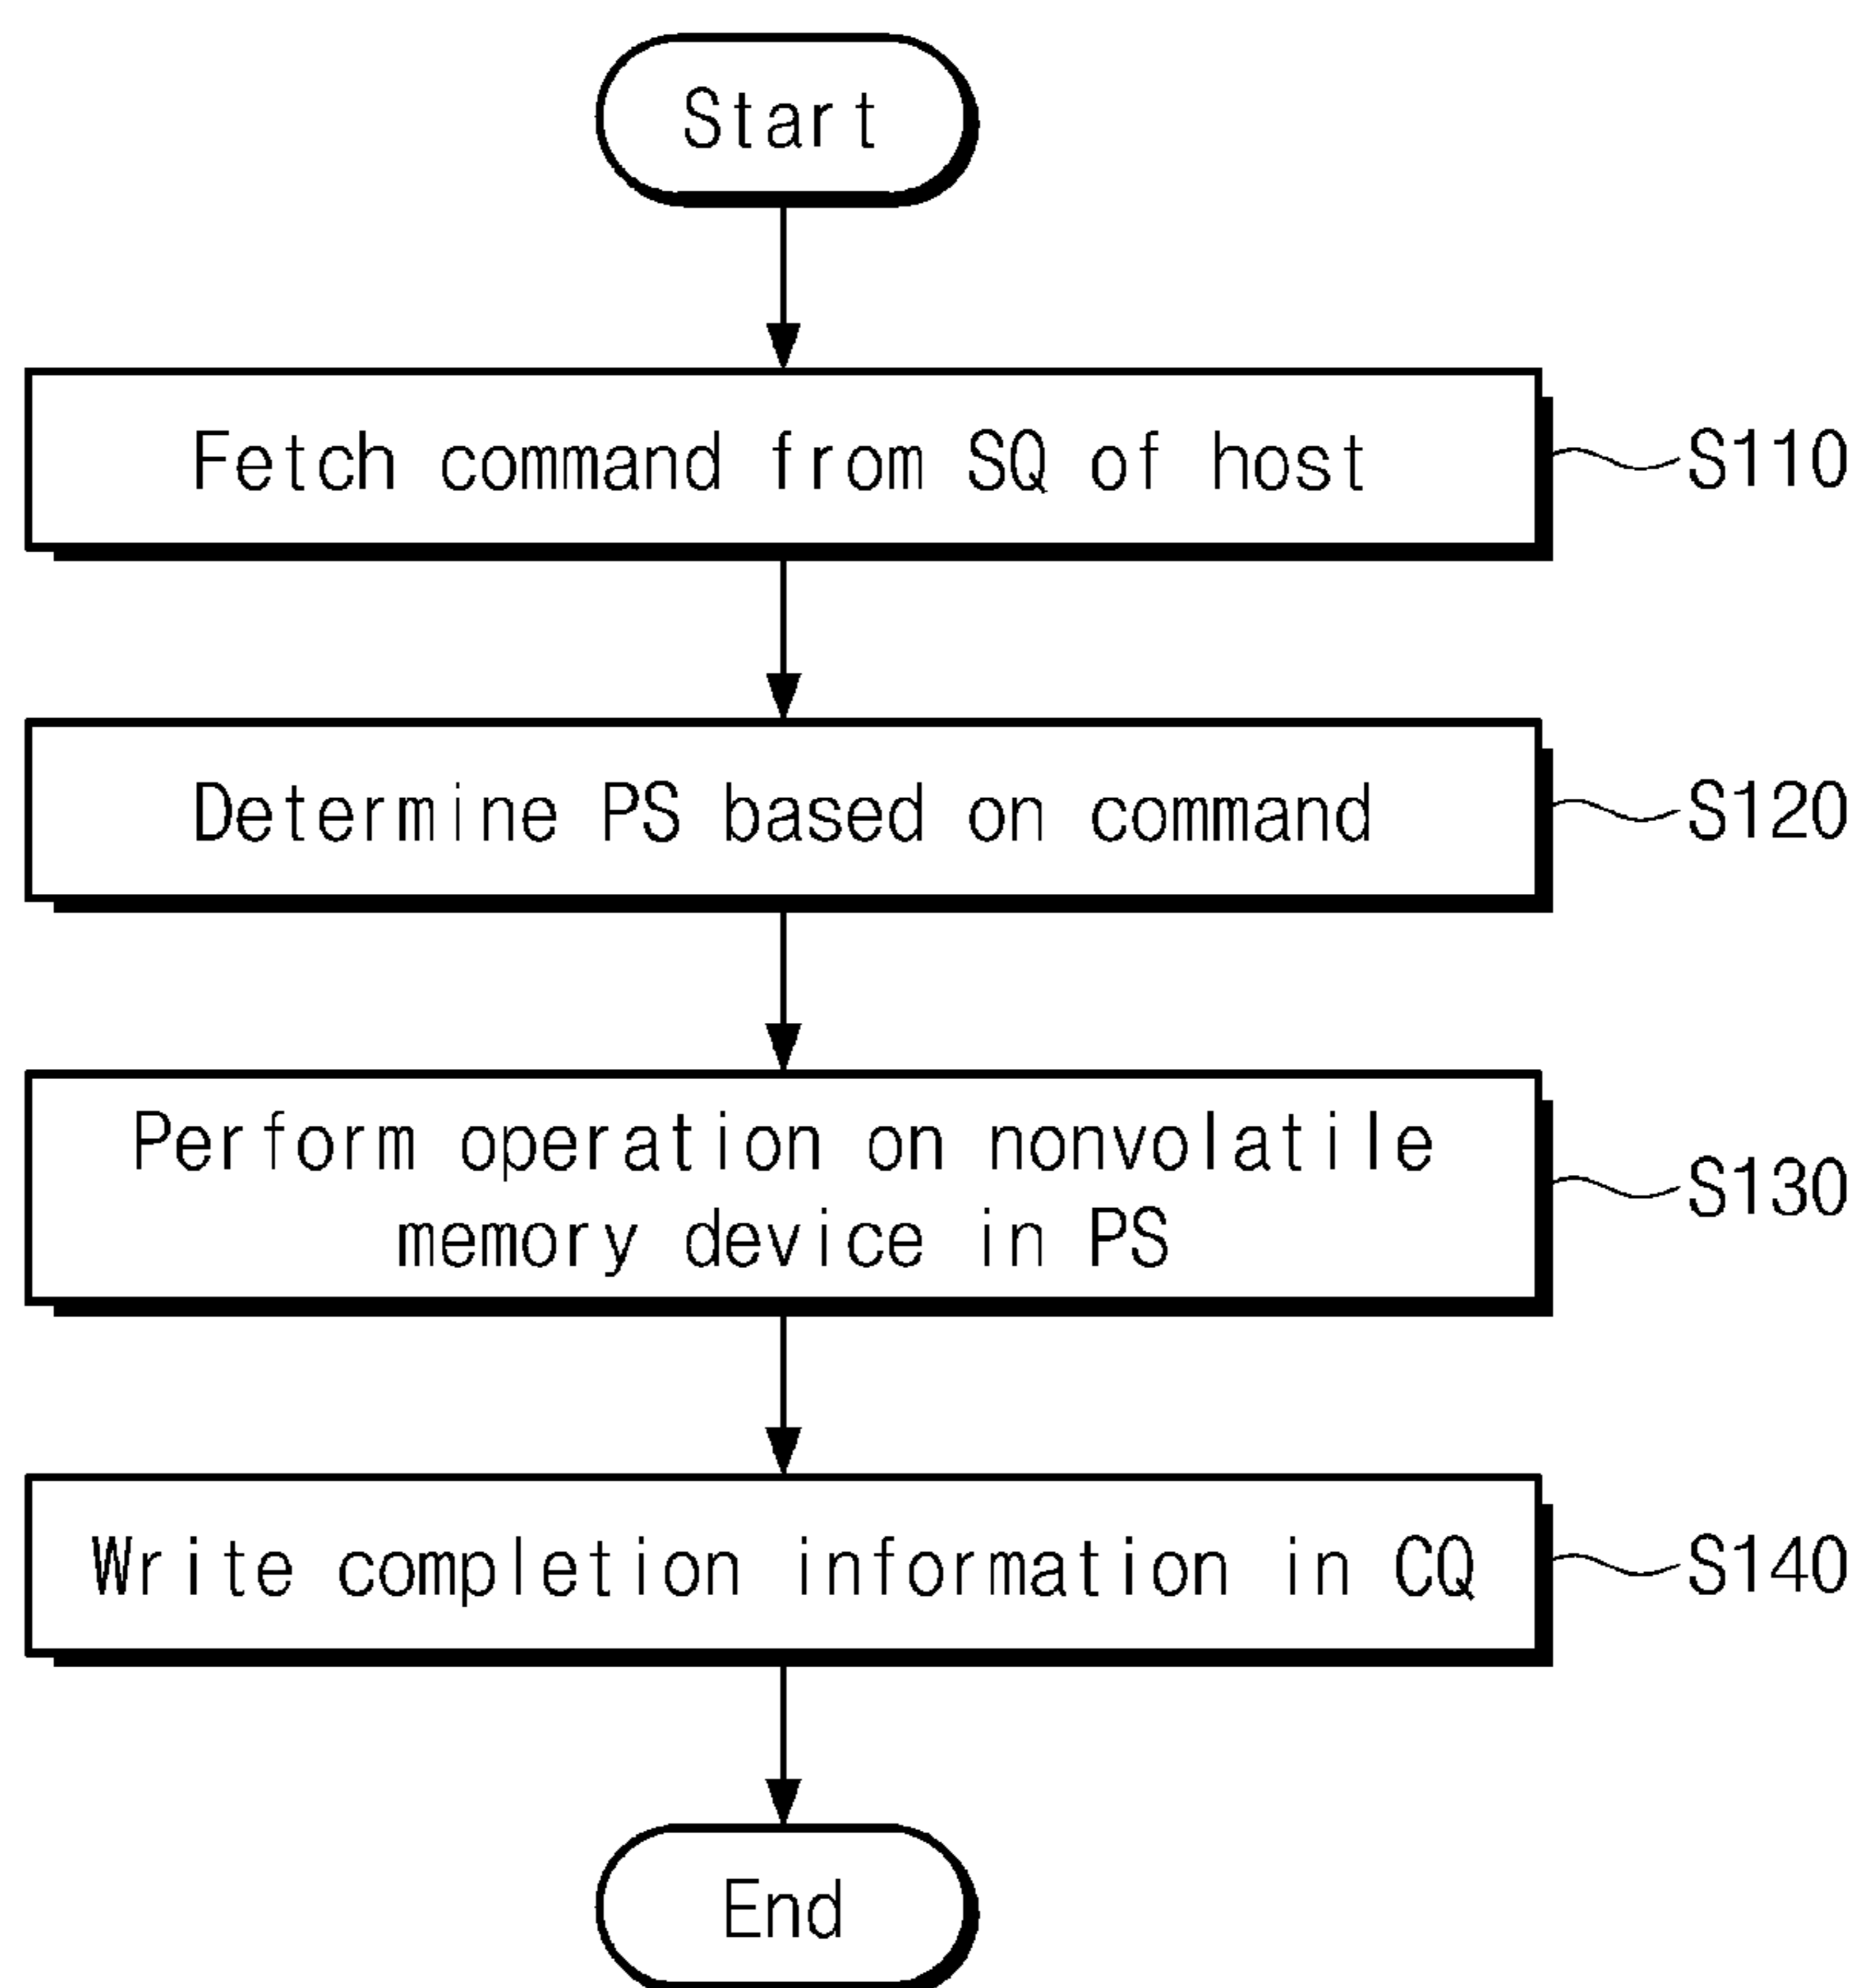 Start
Fetch command from SQ of host
S110
Determine PS based on command
S120
Perform operation on nonvolatile
memory device in PS
S130
Write completion information in CQ
S140
End